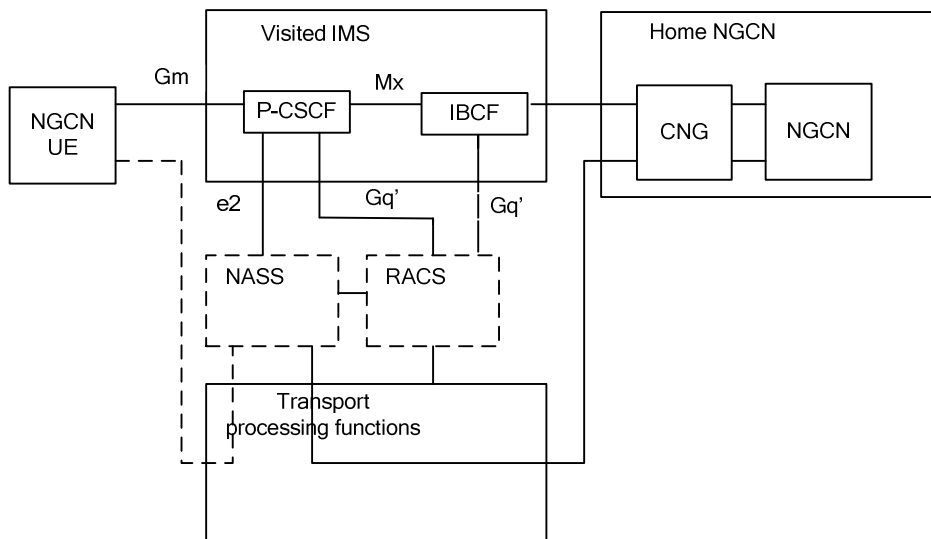 Visited IMS
Home NGCN
Gm
Mx
NGCN
UE
P-CSCF
IBCF
CNG
NGCN
e2
Gq’
Gq’
NASS
RACS
Transport
processing functions